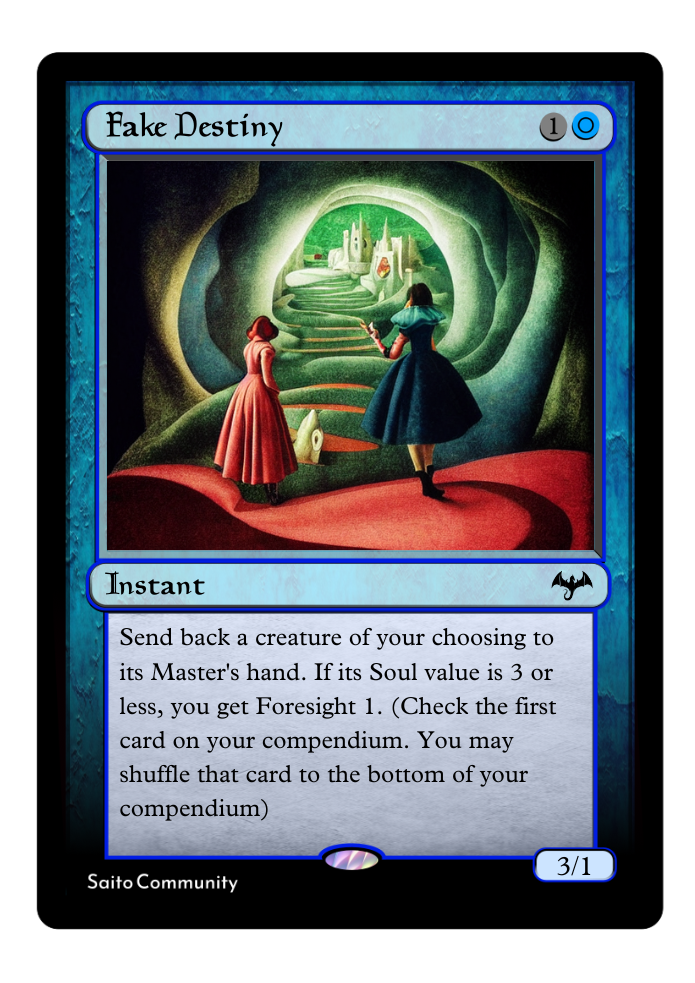 Fake Destiny 1
Instant
Send back a creature of your choosing to
its Master's hand. If its Soul value is 3 or
less, you get Foresight 1. (Check the first
card on your compendium. You may
shuffle that card to the bottom of your
compendium)
3/1
Saito Community